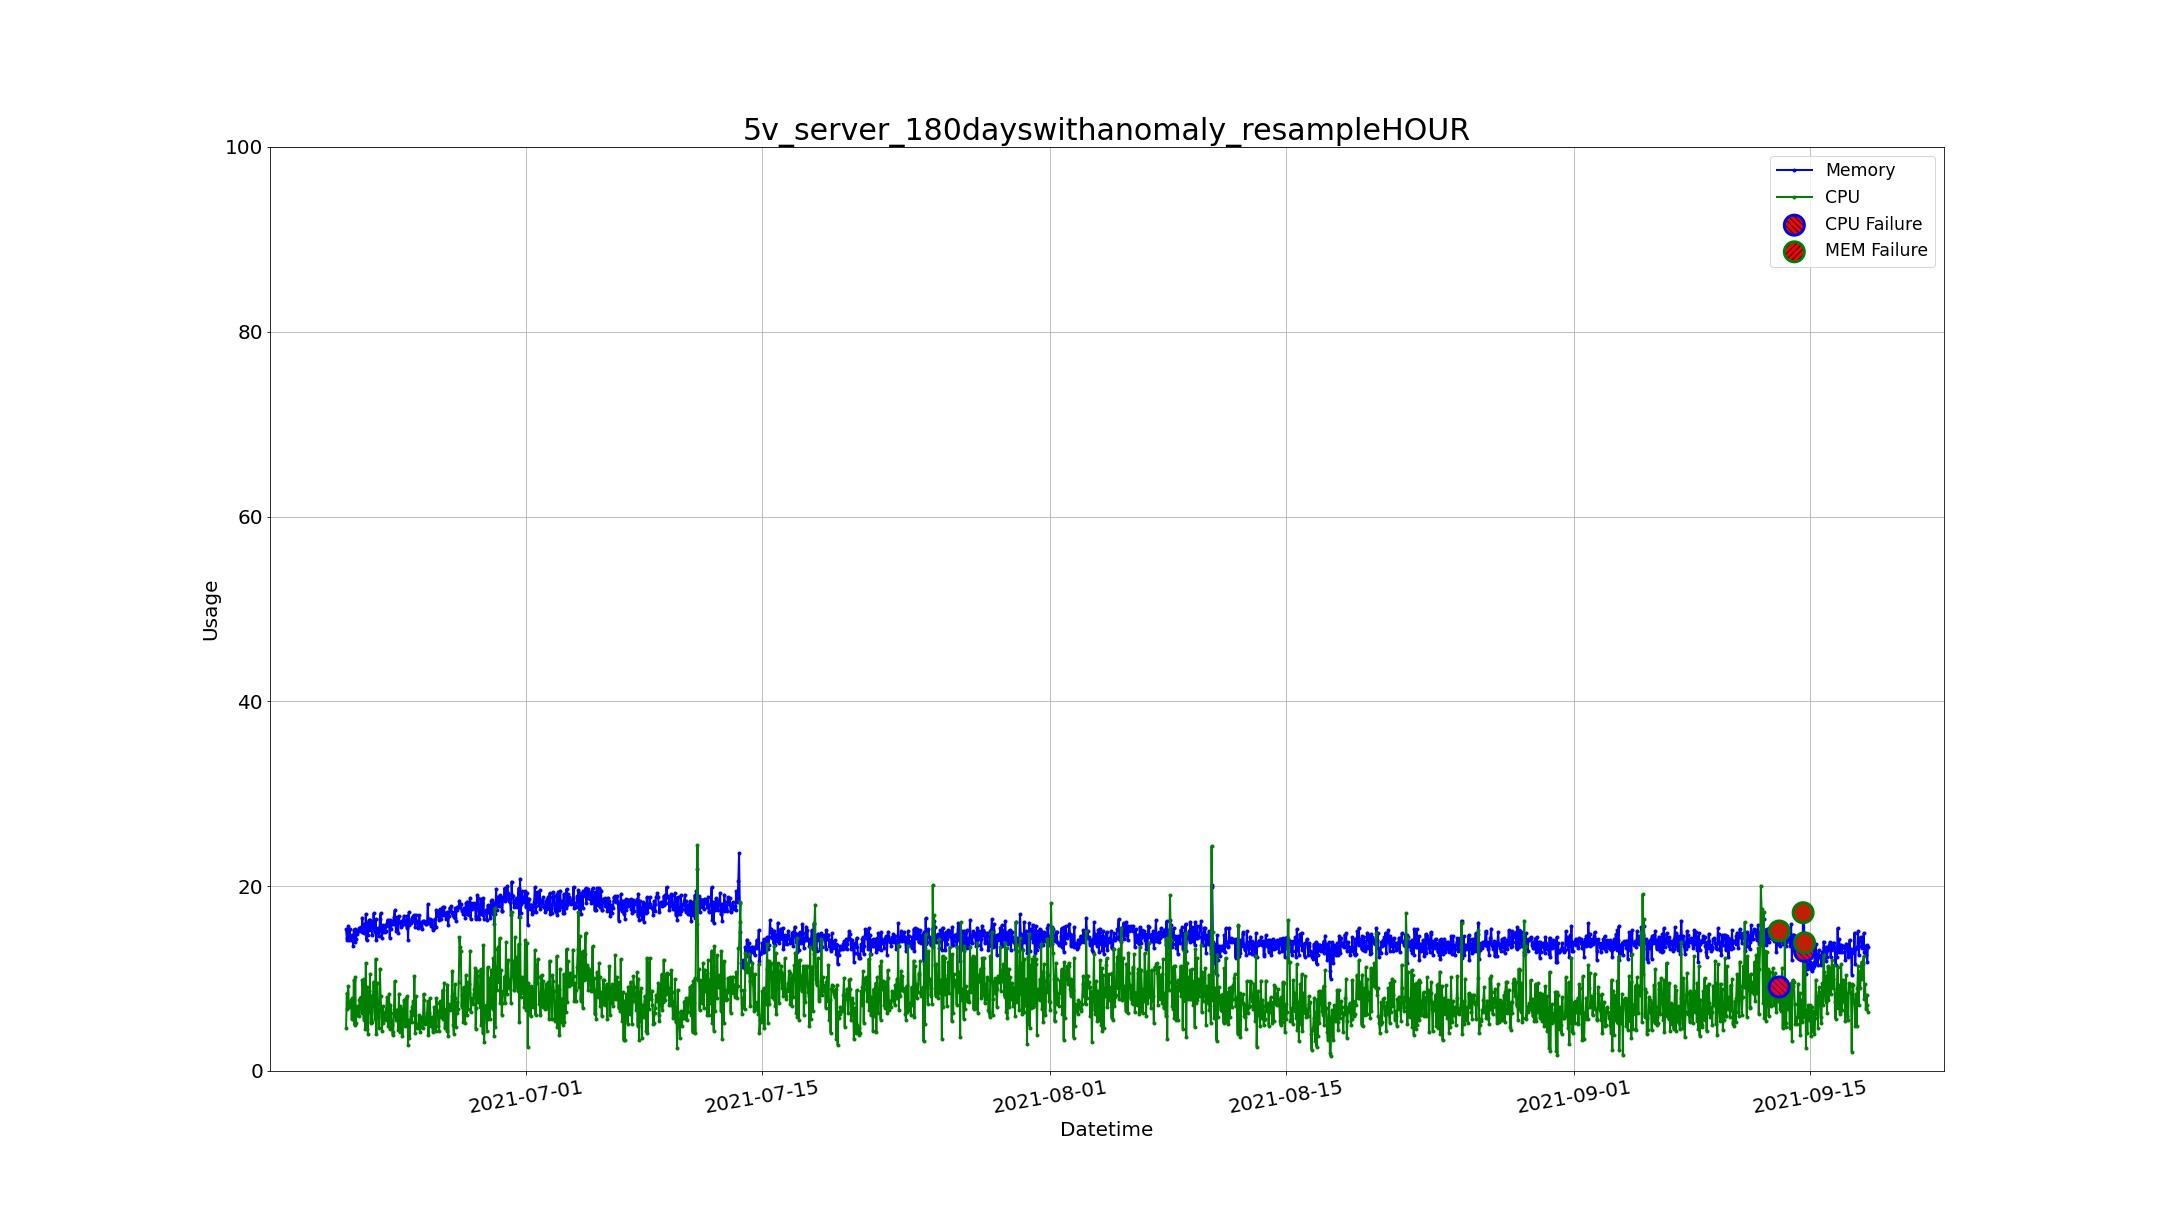 5v_server_180dayswithanomaly_resampleHOUR
100
80
60
40
20
0
Usage
Memory
CPU
CPU Failure
MEM Failure
2021-07-01
2021-07-15
2021-08-01
2021-08-15
2021-09-01
2021-09-15
Datetime